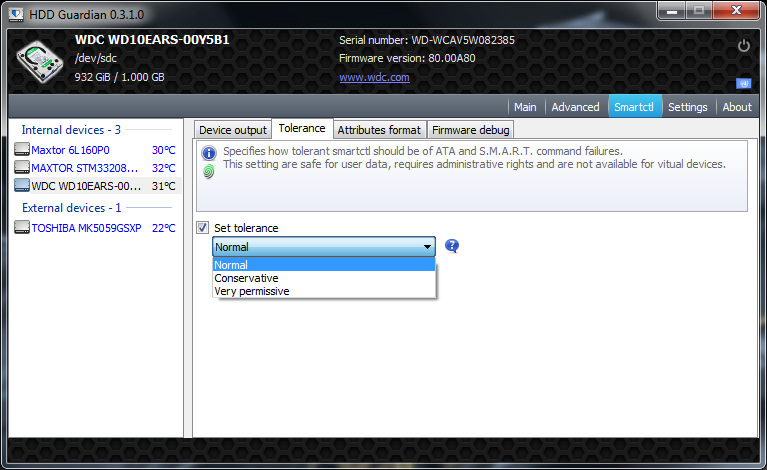 HDD Guardian 0.3.1.0
WDC WD10EARS-00Y5B1
/dev/sdc
932 GiB / 1.000 GB
Serial number: WD-WCAV5W082385
Firmware version: 80.00A80
www.wdc.com
Main Advanced Smartctl Settings About
Internal devices - 3
Maxtor 6L160P0 30°C
MAXTOR STM33208... 32°C
WDC WD10EARS-00... 31°C
External devices - 1
TOSHIBA MK5059GSXP 22°C
Device output Tolerance Attributes format Firmware debug
Specifies how tolerant smartctl should be of ATA and S.M.A.R.T. command failures.
This setting are safe for user data, requires administrative rights and are not available for vitual devices.
Set tolerance
Normal
Normal
Conservative
Very permissive